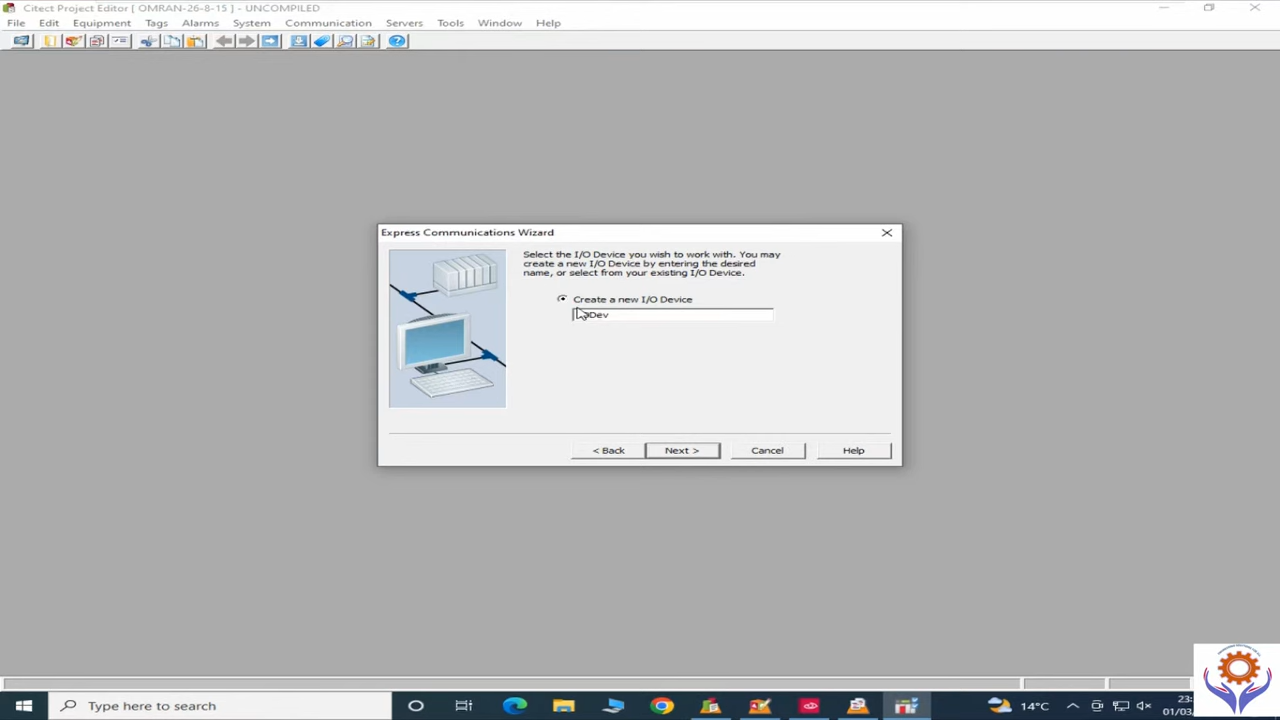 Citect Project Editor [ OMRAN-26-8-15 ] - UNCOMPILED
File Edit Equipment Tags Alarms System Communication Servers Tools Window Help
Express Communications Wizard
Select the I/O Device you wish to work with. You may
create a new I/O Device by entering the desired
name, or select from your existing I/O Device.
Create a new I/O Device
< Back Next > Cancel Help
Type here to search
14°C
23:
01/03